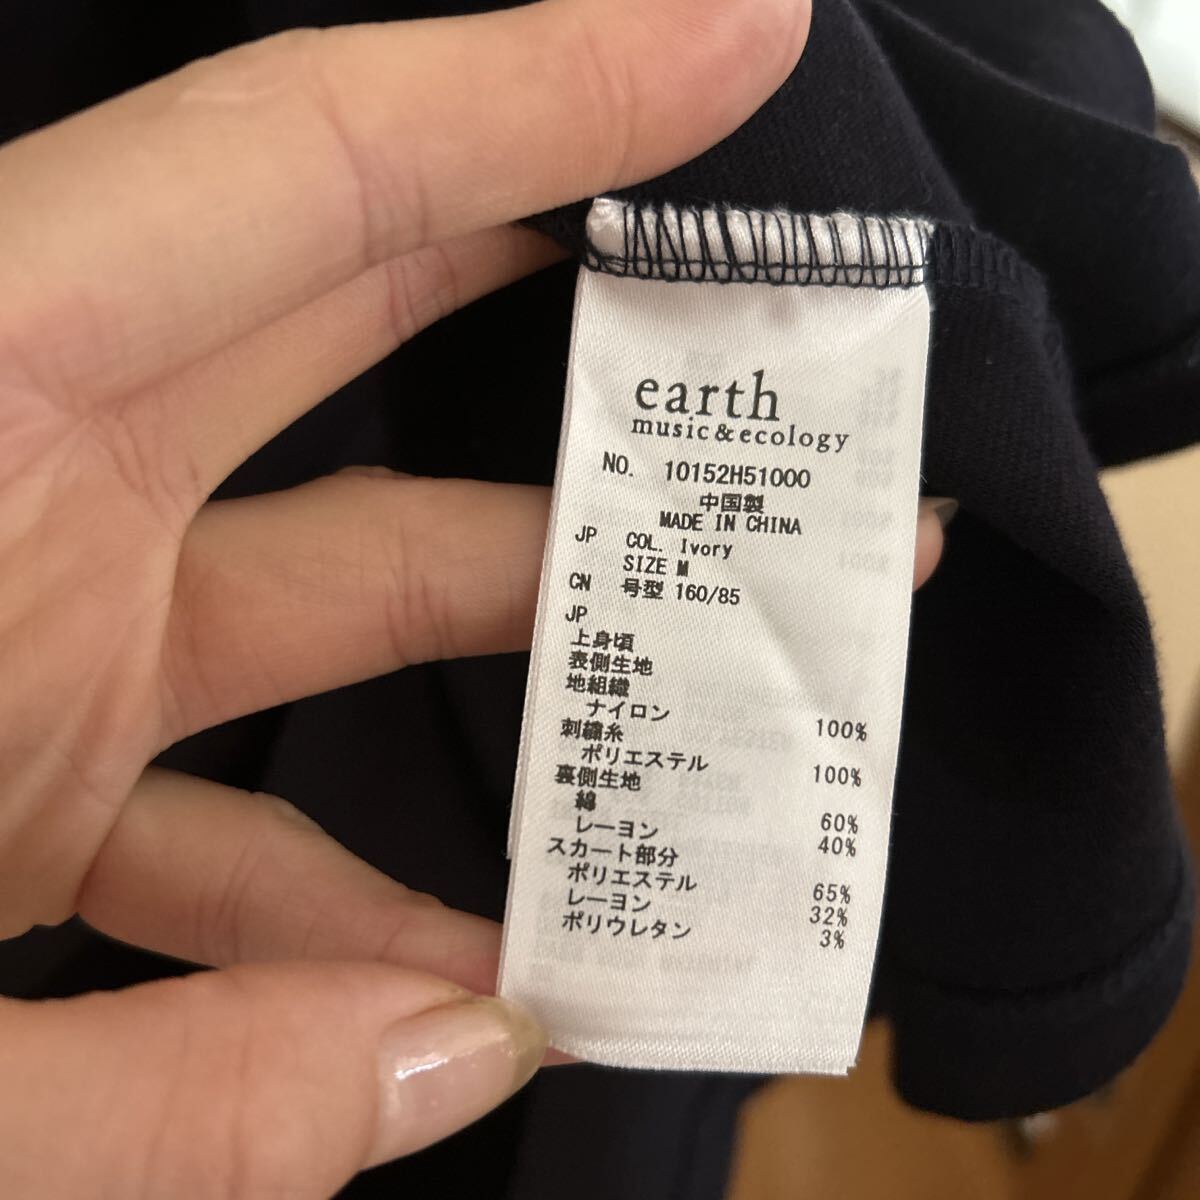 earth
music&ecology
NO. 10152H51000
中国製
MADE IN CHINA
JP COL. Ivory
SIZE M
CN 号型 160/85
JP
上身頃
表側生地
地組織
ナイロン 100%
刺繍糸
ポリエステル 100%
裏側生地
綿 60%
レーヨン 40%
スカート部分
ポリエステル 65%
レーヨン 32%
ポリウレタン 3%